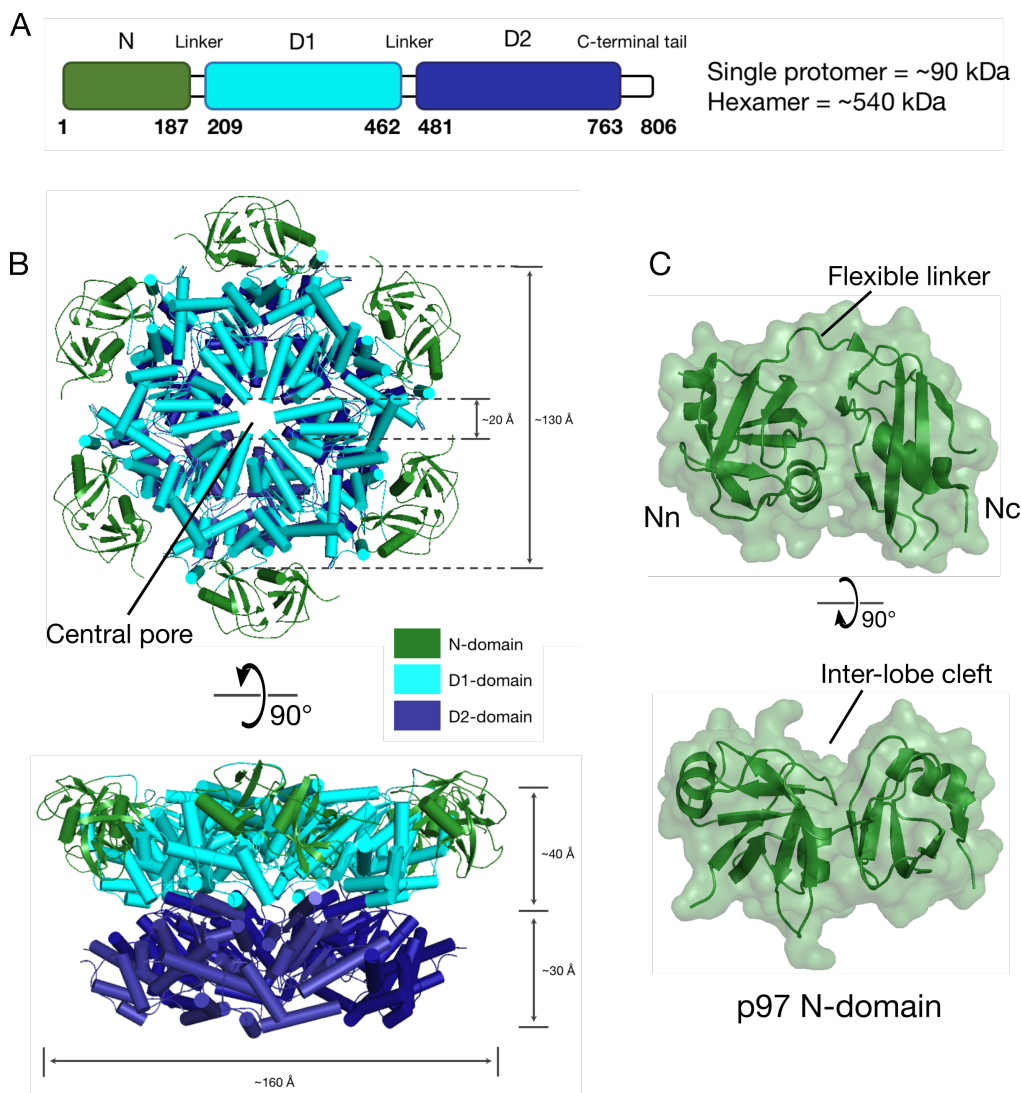 A
N
Linker
D1
Linker
D2
C-terminal tail
1
187
209
462
481
763
806
Single protomer = ~90 kDa
Hexamer = ~540 kDa
B
~20 Å
~130 Å
Central pore
90°
N-domain
D1-domain
D2-domain
~40 Å
~30 Å
~160 Å
C
Flexible linker
Nn
Nc
90°
Inter-lobe cleft
p97 N-domain